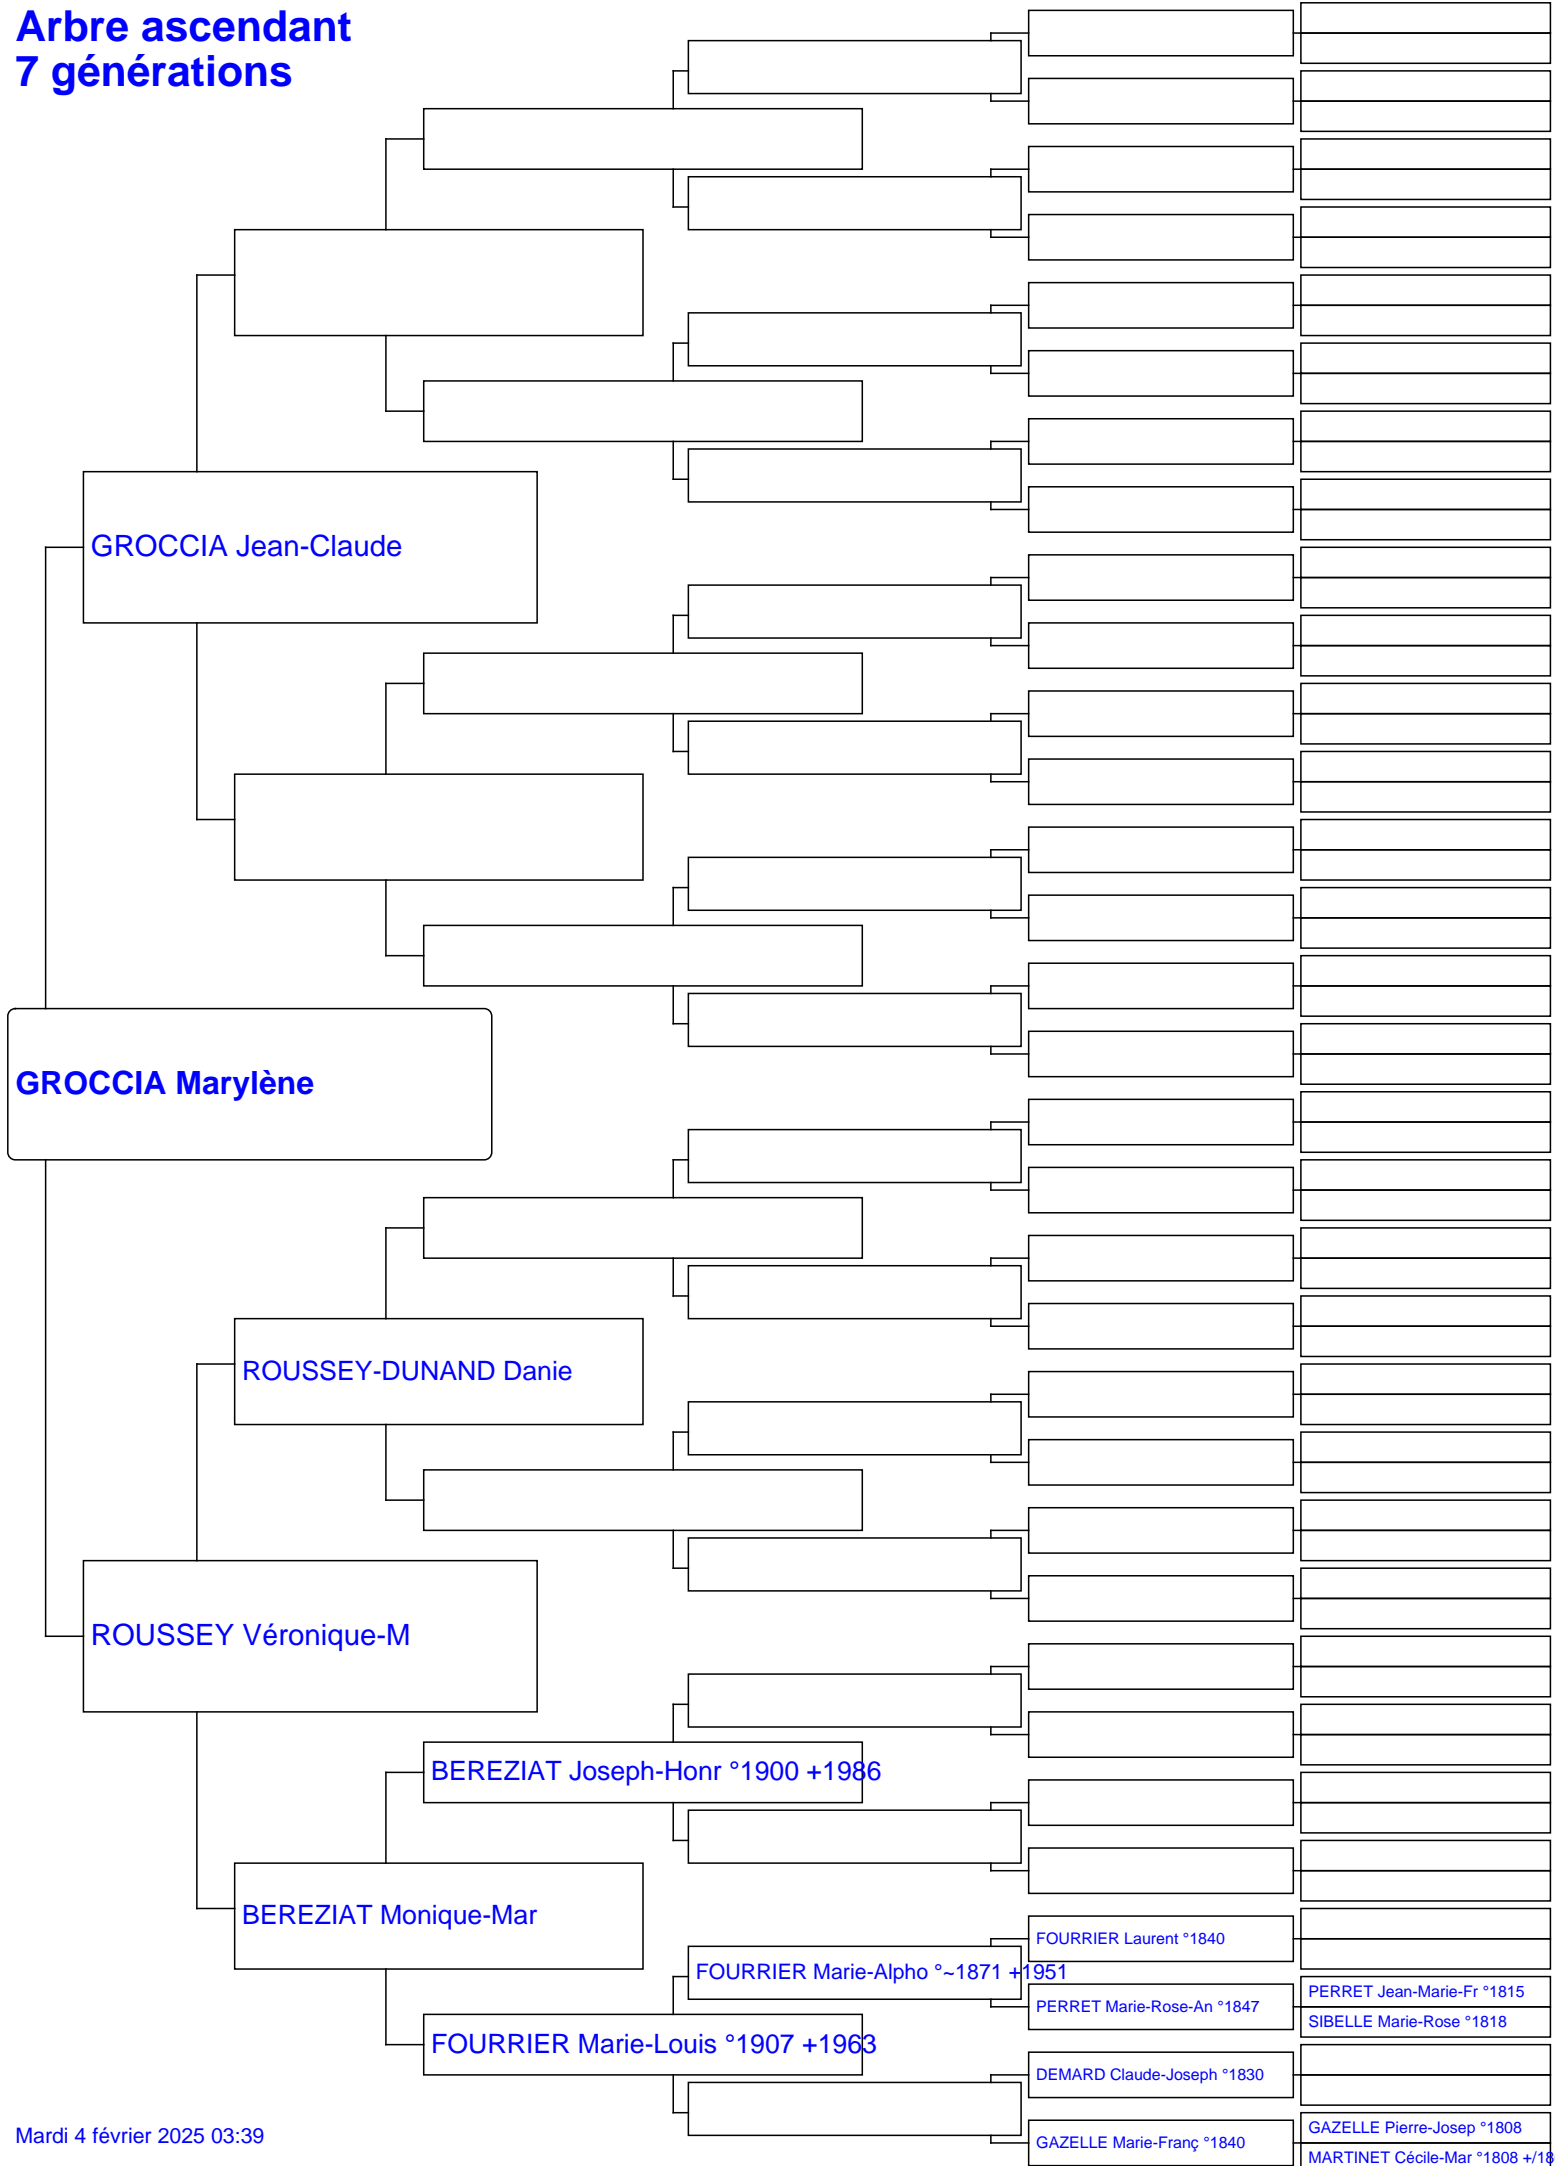 Arbre ascendant
7 générations
GROCCIA Jean-Claude
GROCCIA Marylène
ROUSSEY-DUNAND Danie
ROUSSEY Véronique-M
BEREZIAT Joseph-Honr °1900 +1986
BEREZIAT Monique-Mar
FOURRIER Laurent °1840
FOURRIER Marie-Alpho °~1871 +1951
PERRET Jean-Marie-Fr °1815
PERRET Marie-Rose-An °1847
SIBELLE Marie-Rose °1818
FOURRIER Marie-Louis °1907 +1963
DEMARD Claude-Joseph °1830
GAZELLE Pierre-Josep °1808
GAZELLE Marie-Franç °1840
MARTINET Cécile-Mar °1808 +/18
Mardi 4 février 2025 03:39